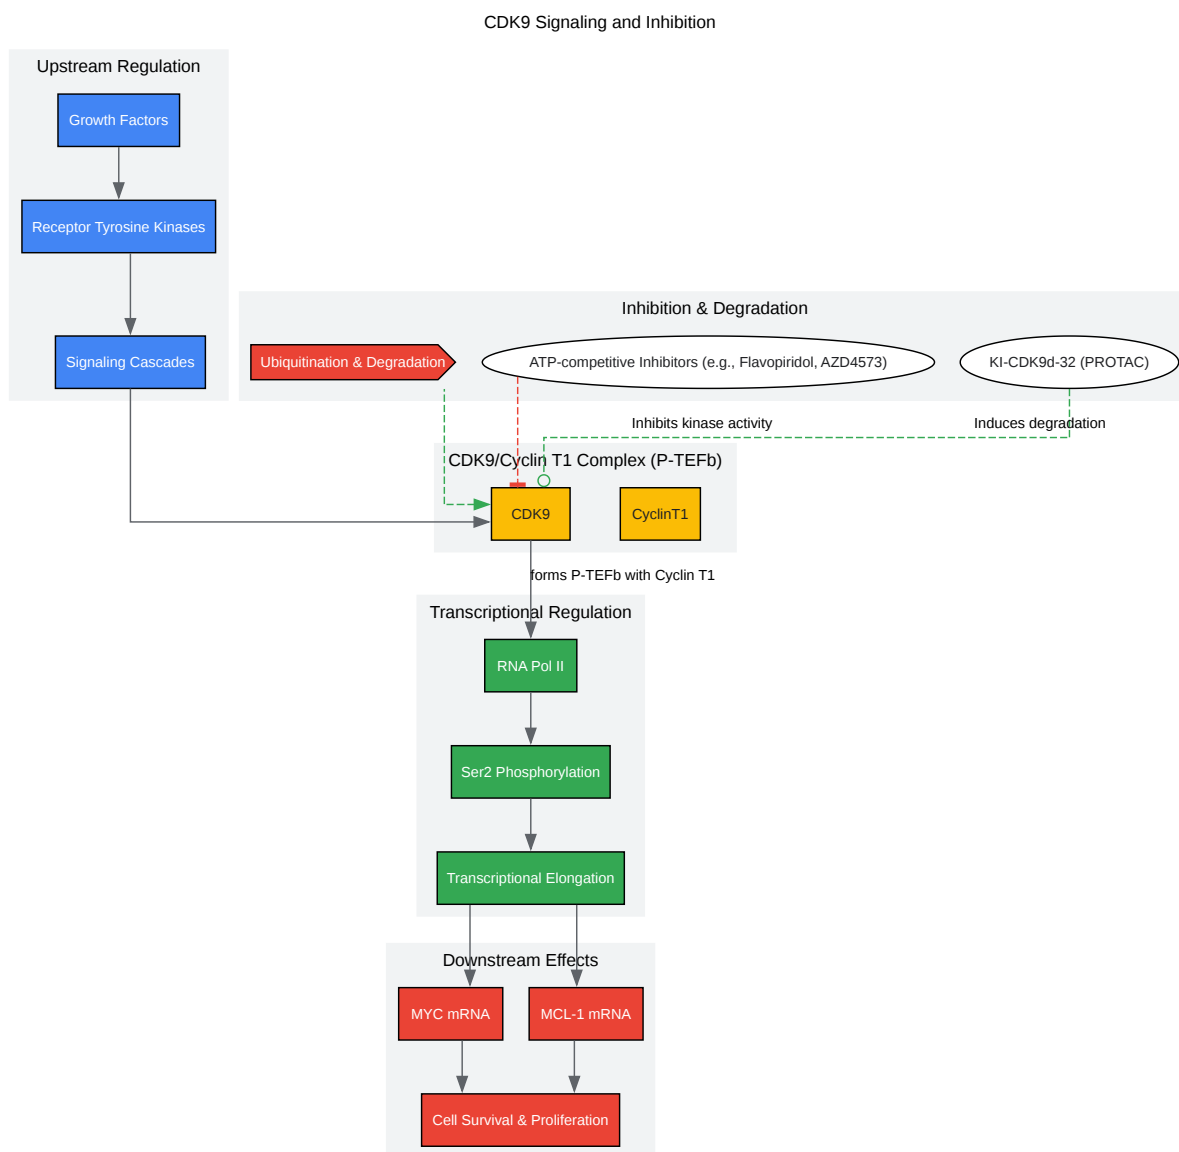 CDK9 Signaling and Inhibition
Upstream Regulation
Growth Factors
Receptor Tyrosine Kinases
Signaling Cascades
Inhibition & Degradation
Ubiquitination & Degradation
ATP-competitive Inhibitors (e.g., Flavopiridol, AZD4573)
KI-CDK9d-32 (PROTAC)
Inhibits kinase activity
Induces degradation
CDK9/Cyclin T1 Complex (P-TEFb)
CDK9
CyclinT1
forms P-TEFb with Cyclin T1
Transcriptional Regulation
RNA Pol II
Ser2 Phosphorylation
Transcriptional Elongation
Downstream Effects
MYC mRNA
MCL-1 mRNA
Cell Survival & Proliferation